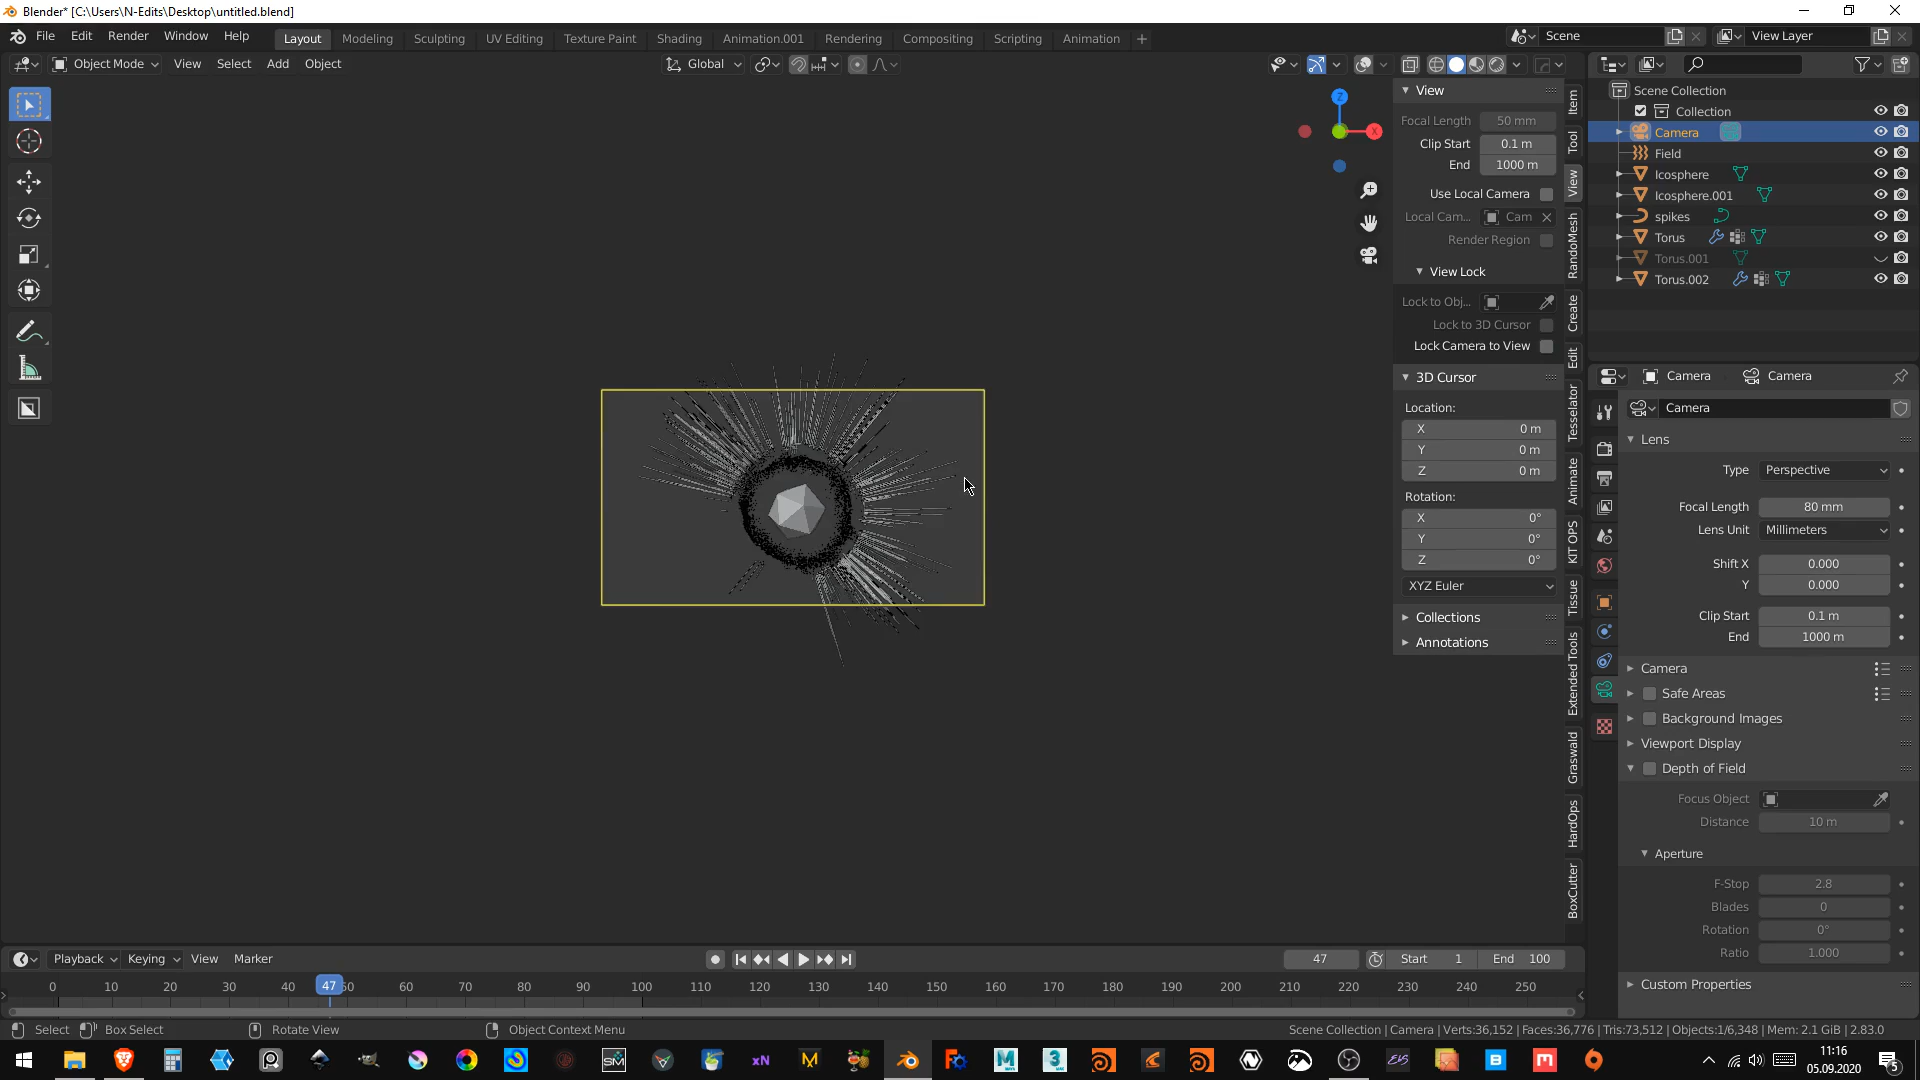 Blender* [C:\Users\N-Edits\Desktop\untitled.blend]
File Edit Render Window Help Layout Modeling Sculpting UV Editing Texture Paint Shading Animation.001 Rendering Compositing Scripting Animation + Scene View Layer
Object Mode View Select Add Object Global
View
Focal Length 50 mm
Clip Start 0.1 m
End 1000 m
Use Local Camera
Local Cam... Cam
Render Region
View Lock
Lock to Obj...
Lock to 3D Cursor
Lock Camera to View
3D Cursor
Location:
X 0 m
Y 0 m
Z 0 m
Rotation:
X 0°
Y 0°
Z 0°
XYZ Euler
Collections
Annotations
Z
X
Item
Tool
View
RandoMesh
Create
Edit
Tesselator
Animate
KIT OPS
Tissue
Extended Tools
Graswald
HardOps
BoxCutter
Scene Collection
Collection
Camera
Field
Icosphere
Icosphere.001
spikes
Torus
Torus.001
Torus.002
Camera Camera
Camera
Lens
Type Perspective
Focal Length 80 mm
Lens Unit Millimeters
Shift X 0.000
Y 0.000
Clip Start 0.1 m
End 1000 m
Camera
Safe Areas
Background Images
Viewport Display
Depth of Field
Focus Object
Distance 10 m
Aperture
F-Stop 2.8
Blades 0
Rotation 0°
Ratio 1.000
Custom Properties
Playback Keying View Marker 47 Start 1 End 100
0 10 20 30 40 47 50 60 70 80 90 100 110 120 130 140 150 160 170 180 190 200 210 220 230 240 250
Select Box Select Rotate View Object Context Menu Scene Collection | Camera | Verts:36,152 | Faces:36,776 | Tris:73,512 | Objects:1/6,348 | Mem: 2.1 GiB | 2.83.0
SM xN M 3 B 11:16
05.09.2020 5